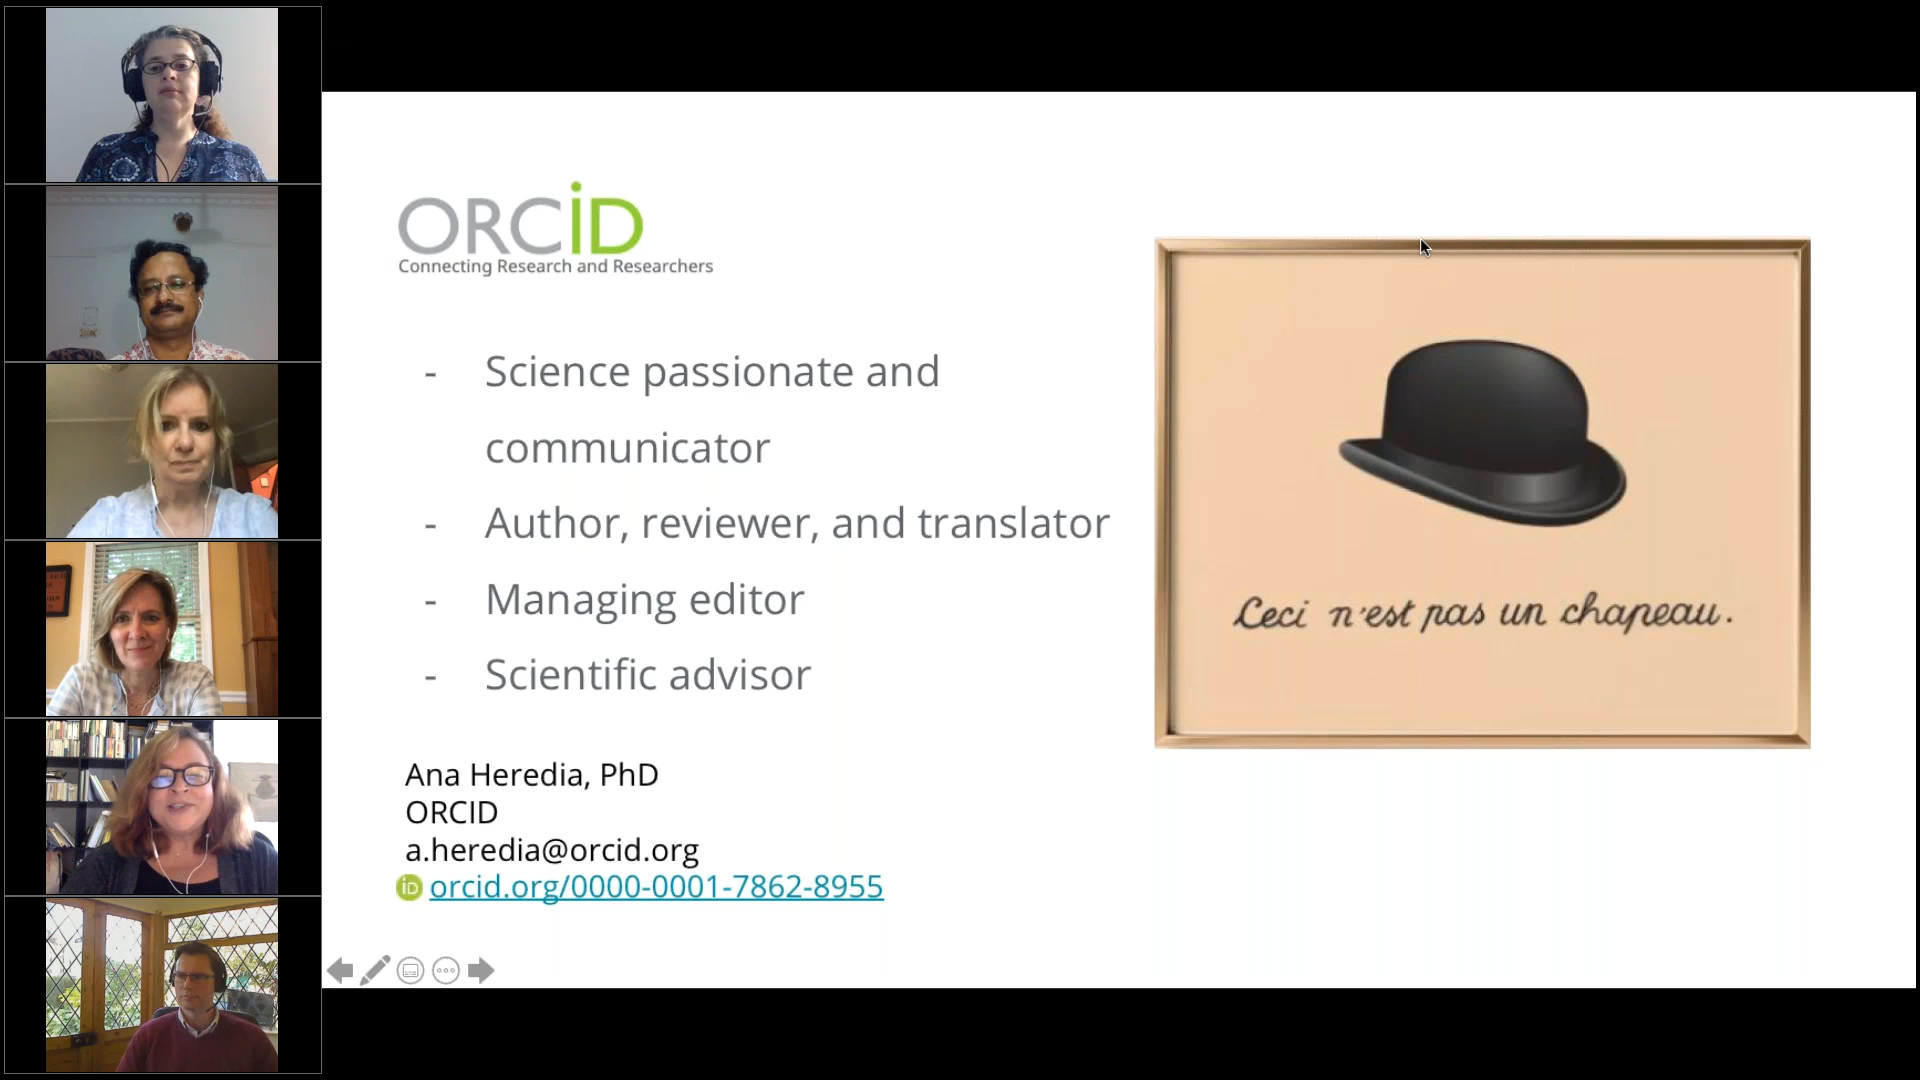 ORCID
Connecting Research and Researchers
- Science passionate and
communicator
- Author, reviewer, and translator
- Managing editor
- Scientific advisor
Ana Heredia, PhD
ORCID
a.heredia@orcid.org
iD orcid.org/0000-0001-7862-8955
Ceci n'est pas un chapeau.